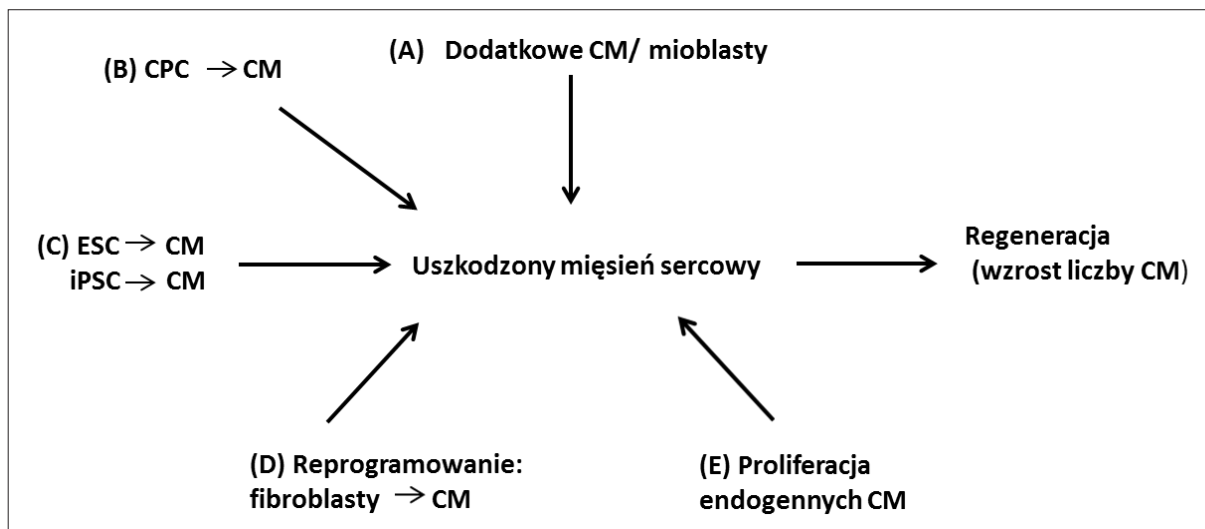 (A) Dodatkowe CM/ mioblasty
(B) CPC → CM
(C) ESC → CM
iPSC → CM
Uszkodzony mięsień sercowy
Regeneracja
(wzrost liczby CM)
(D) Reprogramowanie:
fibroblasty → CM
(E) Proliferacja
endogennych CM